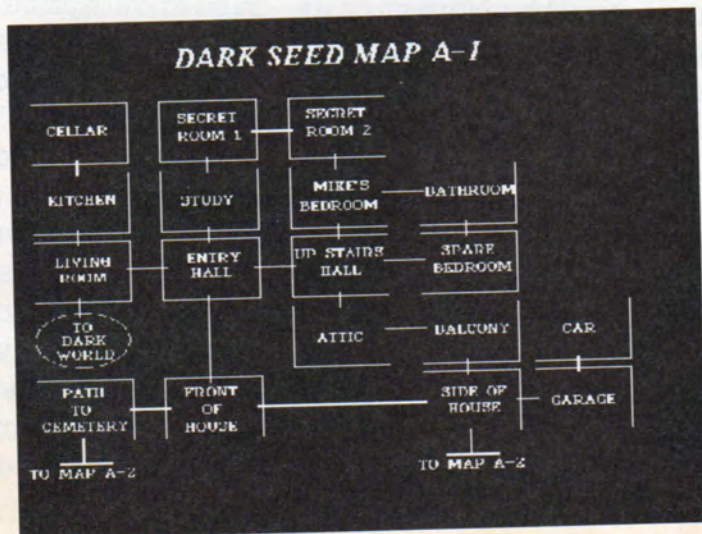 DARK SEED MAP A-I
CELLAR
SECRET
ROOM 1
SECRET
ROOM 2
KITCHEN
STUDY
MIKE'S
BEDROOM
BATHROOM
LIVING
ROOM
ENTRY
HALL
UP STAIRS
HALL
SPARE
BEDROOM
TO
DARK
WORLD
ATTIC
BALCONY
CAR
PATH
TO
CEMETERY
FRONT
OF
HOUSE
SIDE OF
HOUSE
GARAGE
TO MAP A-2
TO MAP A-2